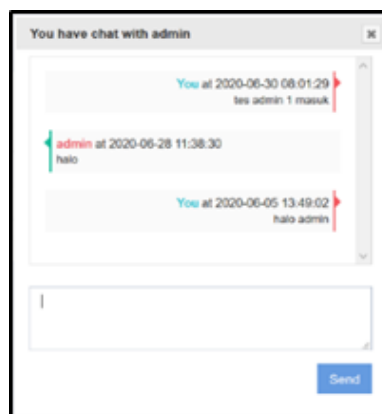 You have chat with admin
You at 2020-06-30 08:01:29
tes admin 1 masuk
admin at 2020-06-28 11:38:30
halo
You at 2020-06-05 13:49:02
halo admin
Send